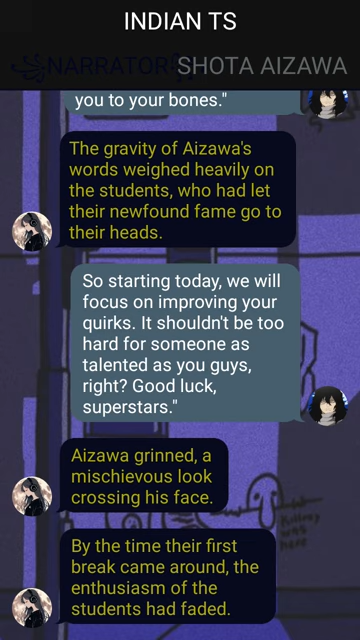 INDIAN TS
꧁NARRATOR꧂ SHOTA AIZAWA
you to your bones."
The gravity of Aizawa's
words weighed heavily on
the students, who had let
their newfound fame go to
their heads.
So starting today, we will
focus on improving your
quirks. It shouldn't be too
hard for someone as
talented as you guys,
right? Good luck,
superstars."
Aizawa grinned, a
mischievous look
crossing his face.
Killroy
was
here
By the time their first
break came around, the
enthusiasm of the
students had faded.